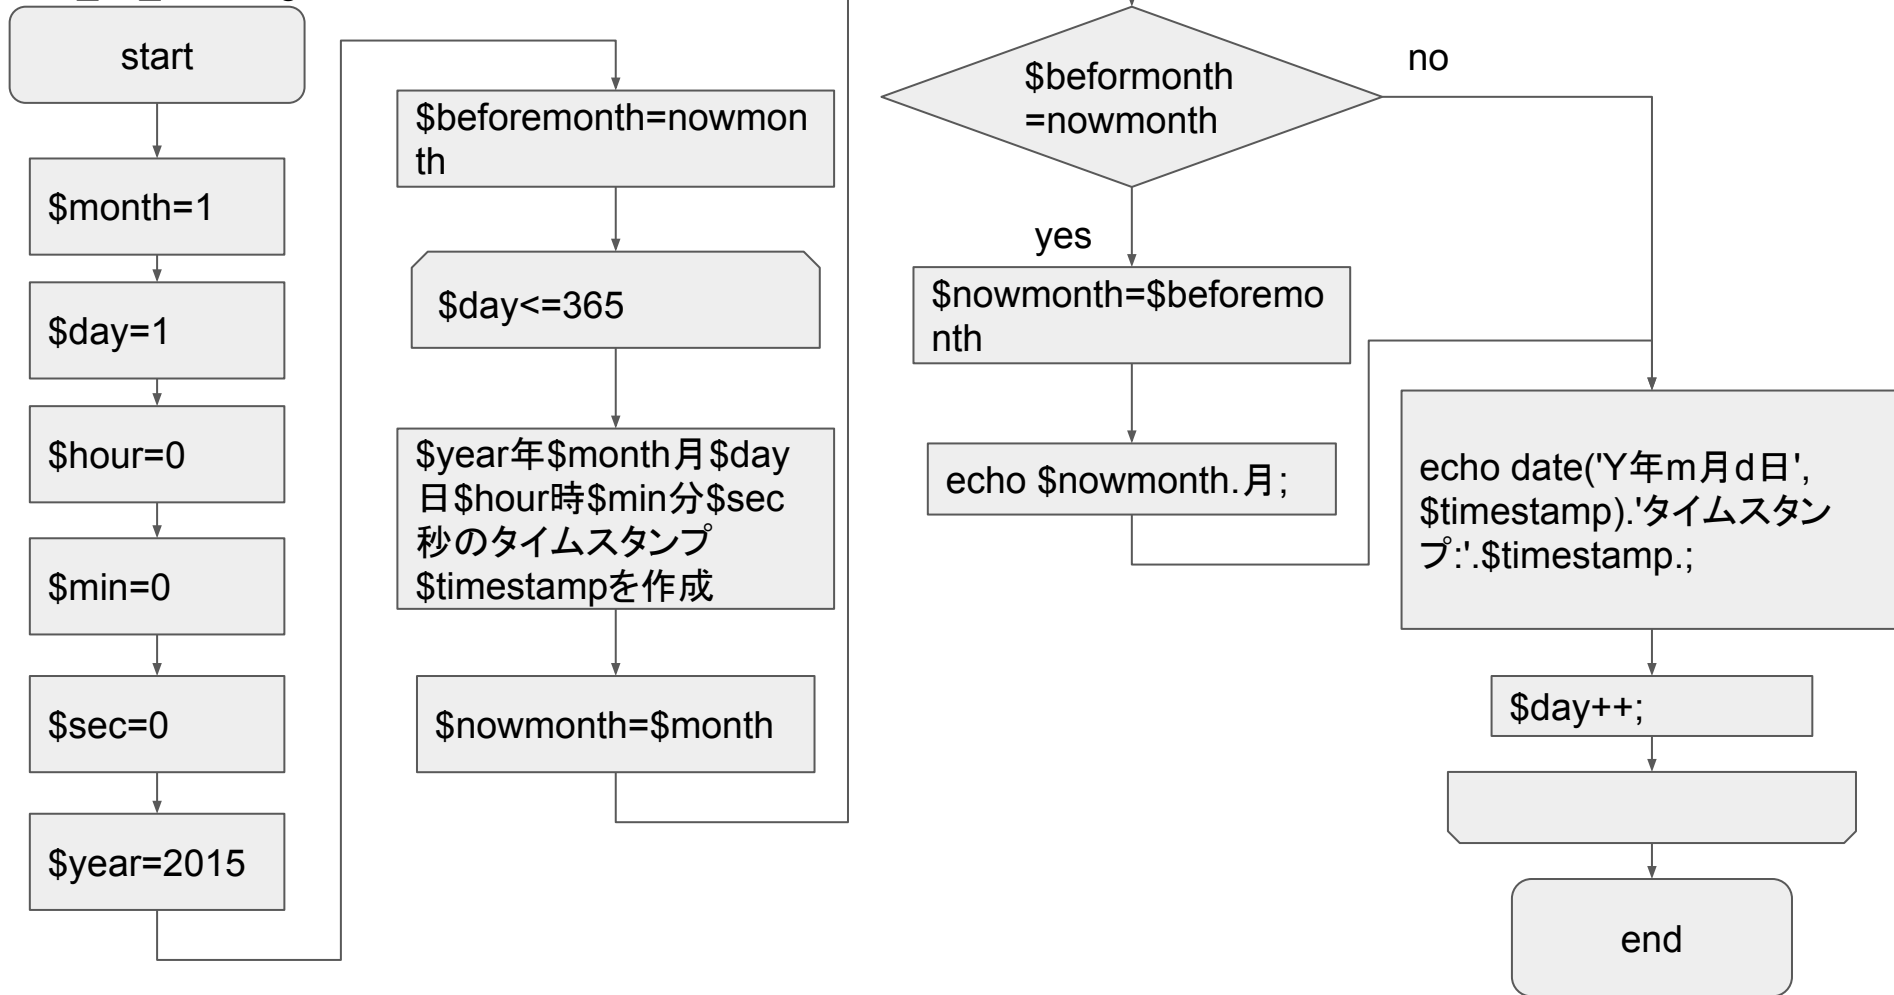 start
$month=1
$day=1
$hour=0
$min=0
$sec=0
$year=2015
$beforemonth=nowmon
th
$day<=365
$year年$month月$day
日$hour時$min分$sec
秒のタイムスタンプ
$timestampを作成
$nowmonth=$month
$beformonth
=nowmonth
no
yes
$nowmonth=$beforemo
nth
echo $nowmonth.月;
echo date('Y年m月d日',
$timestamp).'タイムスタン
プ:'.$timestamp.;
$day++;
end